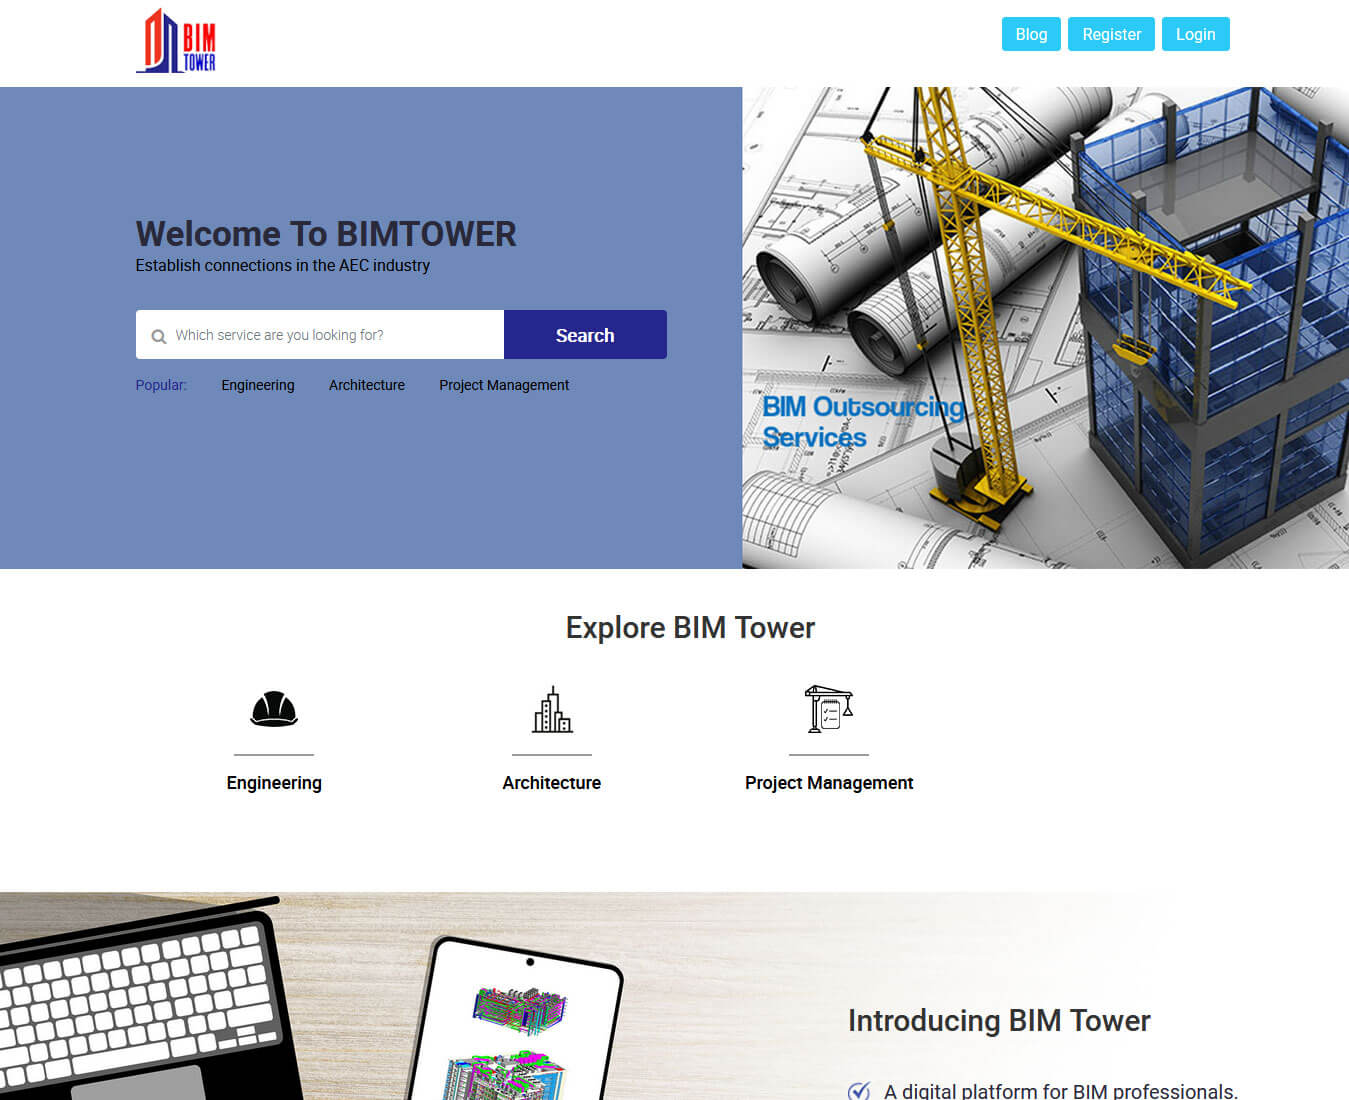 BIM
TOWER
Blog
Register
Login
Welcome To BIMTOWER
Establish connections in the AEC industry
Which service are you looking for?
Search
Popular:
Engineering
Architecture
Project Management
BIM Outsourcing
Services
Explore BIM Tower
Engineering
Architecture
Project Management
Introducing BIM Tower
A digital platform for BIM professionals.